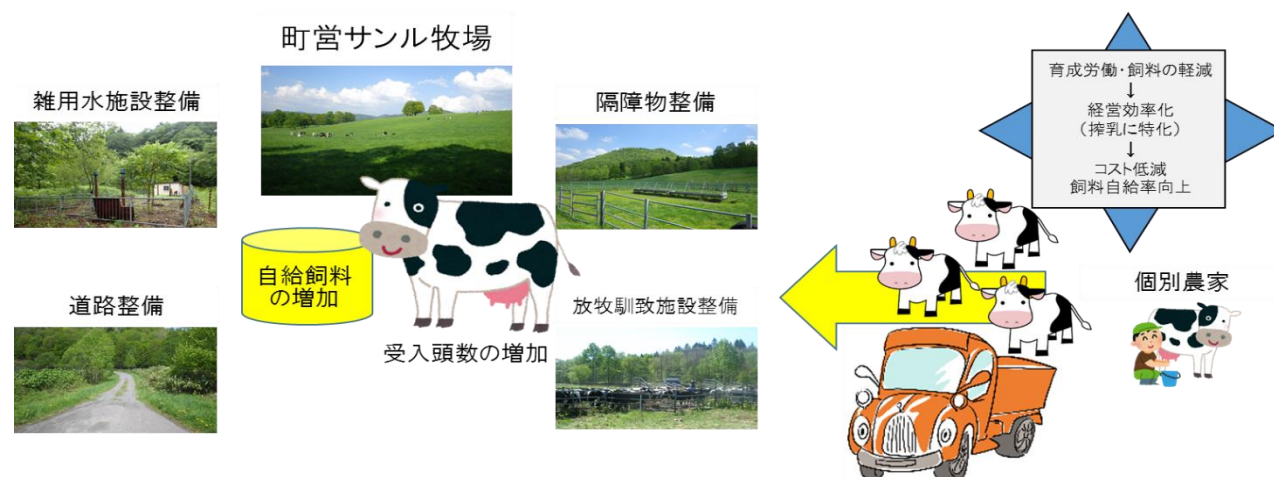 町営サンル牧場
雑用水施設整備
隔障物整備
自給飼料
の増加
道路整備
放牧馴致施設整備
受入頭数の増加
育成労働・飼料の軽減
↓
経営効率化
（搾乳に特化）
↓
コスト低減
飼料自給率向上
個別農家